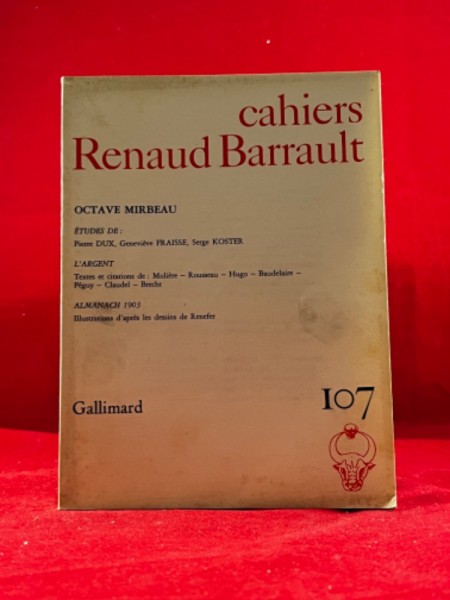 cahiers
Renaud Barrault
OCTAVE MIRBEAU
ÉTUDES DE :
Pierre DUX, Geneviève FRAISSE, Serge KOSTER
L'ARGENT
Textes et citations de : Molière – Rousseau – Hugo – Baudelaire –
Péguy – Claudel – Brecht
ALMANACH 1903
Illustrations d'après les dessins de Renefer
Gallimard
107